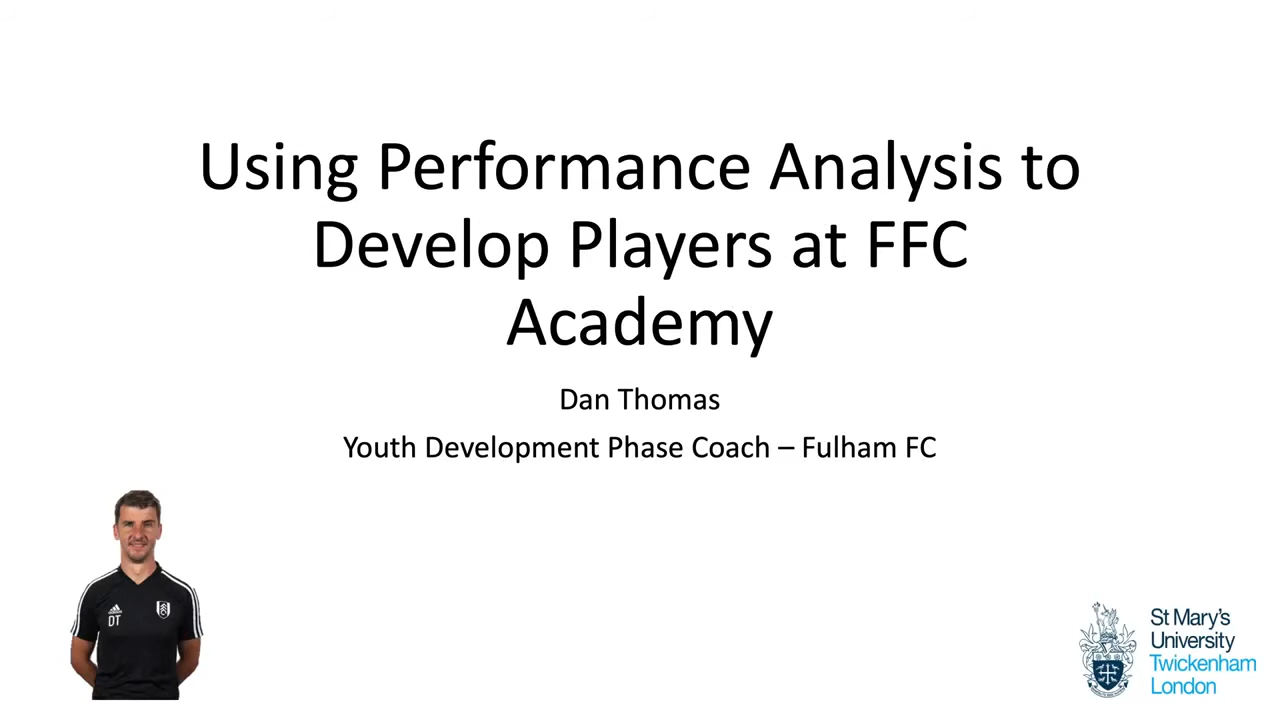 Using Performance Analysis to
Develop Players at FFC
Academy
Dan Thomas
Youth Development Phase Coach – Fulham FC
DT
St Mary's
University
Twickenham
London